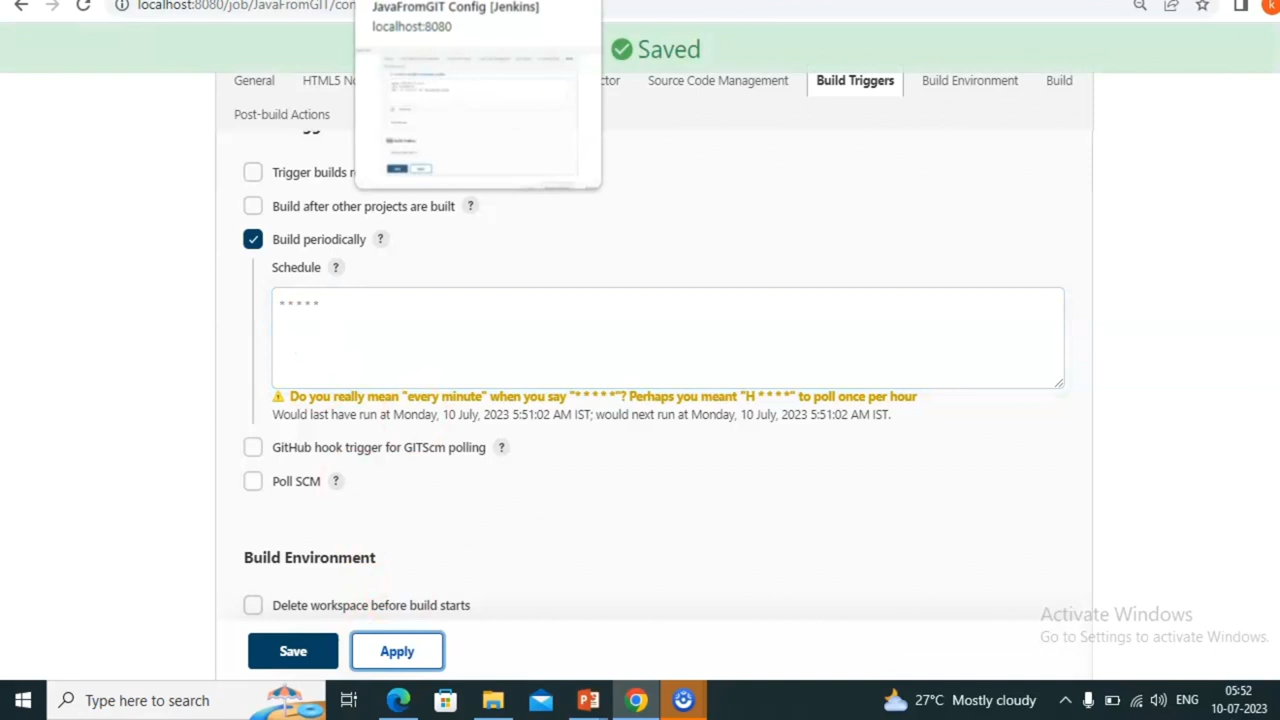 localhost:8080/job/JavaFromGIT/con
JavaFromGIT Config [Jenkins]
localhost:8080
Saved
General
HTML5 No
ctor
Source Code Management
Build Triggers
Build Environment
Build
Post-build Actions
Trigger builds r
Build after other projects are built ?
Build periodically ?
Schedule ?
* * * * *
Do you really mean "every minute" when you say "* * * * *"? Perhaps you meant "H * * * *" to poll once per hour
Would last have run at Monday, 10 July, 2023 5:51:02 AM IST; would next run at Monday, 10 July, 2023 5:51:02 AM IST.
GitHub hook trigger for GITScm polling ?
Poll SCM ?
Build Environment
Delete workspace before build starts
Save
Apply
Activate Windows
Go to Settings to activate Windows.
Type here to search
27°C Mostly cloudy
ENG
05:52
10-07-2023